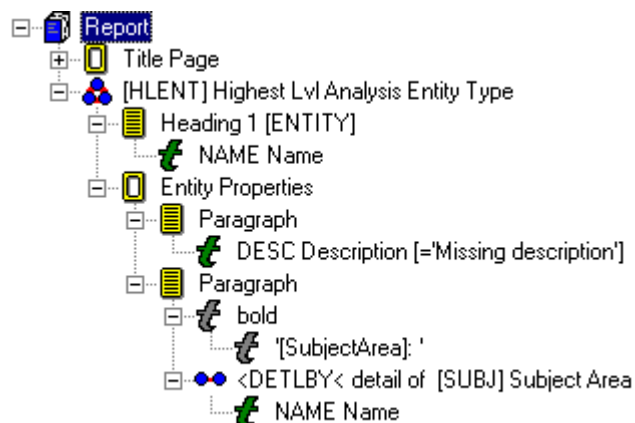 Report
Title Page
[HLENT] Highest Lvl Analysis Entity Type
Heading 1 [ENTITY]
NAME Name
Entity Properties
Paragraph
DESC Description [='Missing description']
Paragraph
bold
'[SubjectArea]: '
<DETLBY< detail of [SUBJ] Subject Area
NAME Name